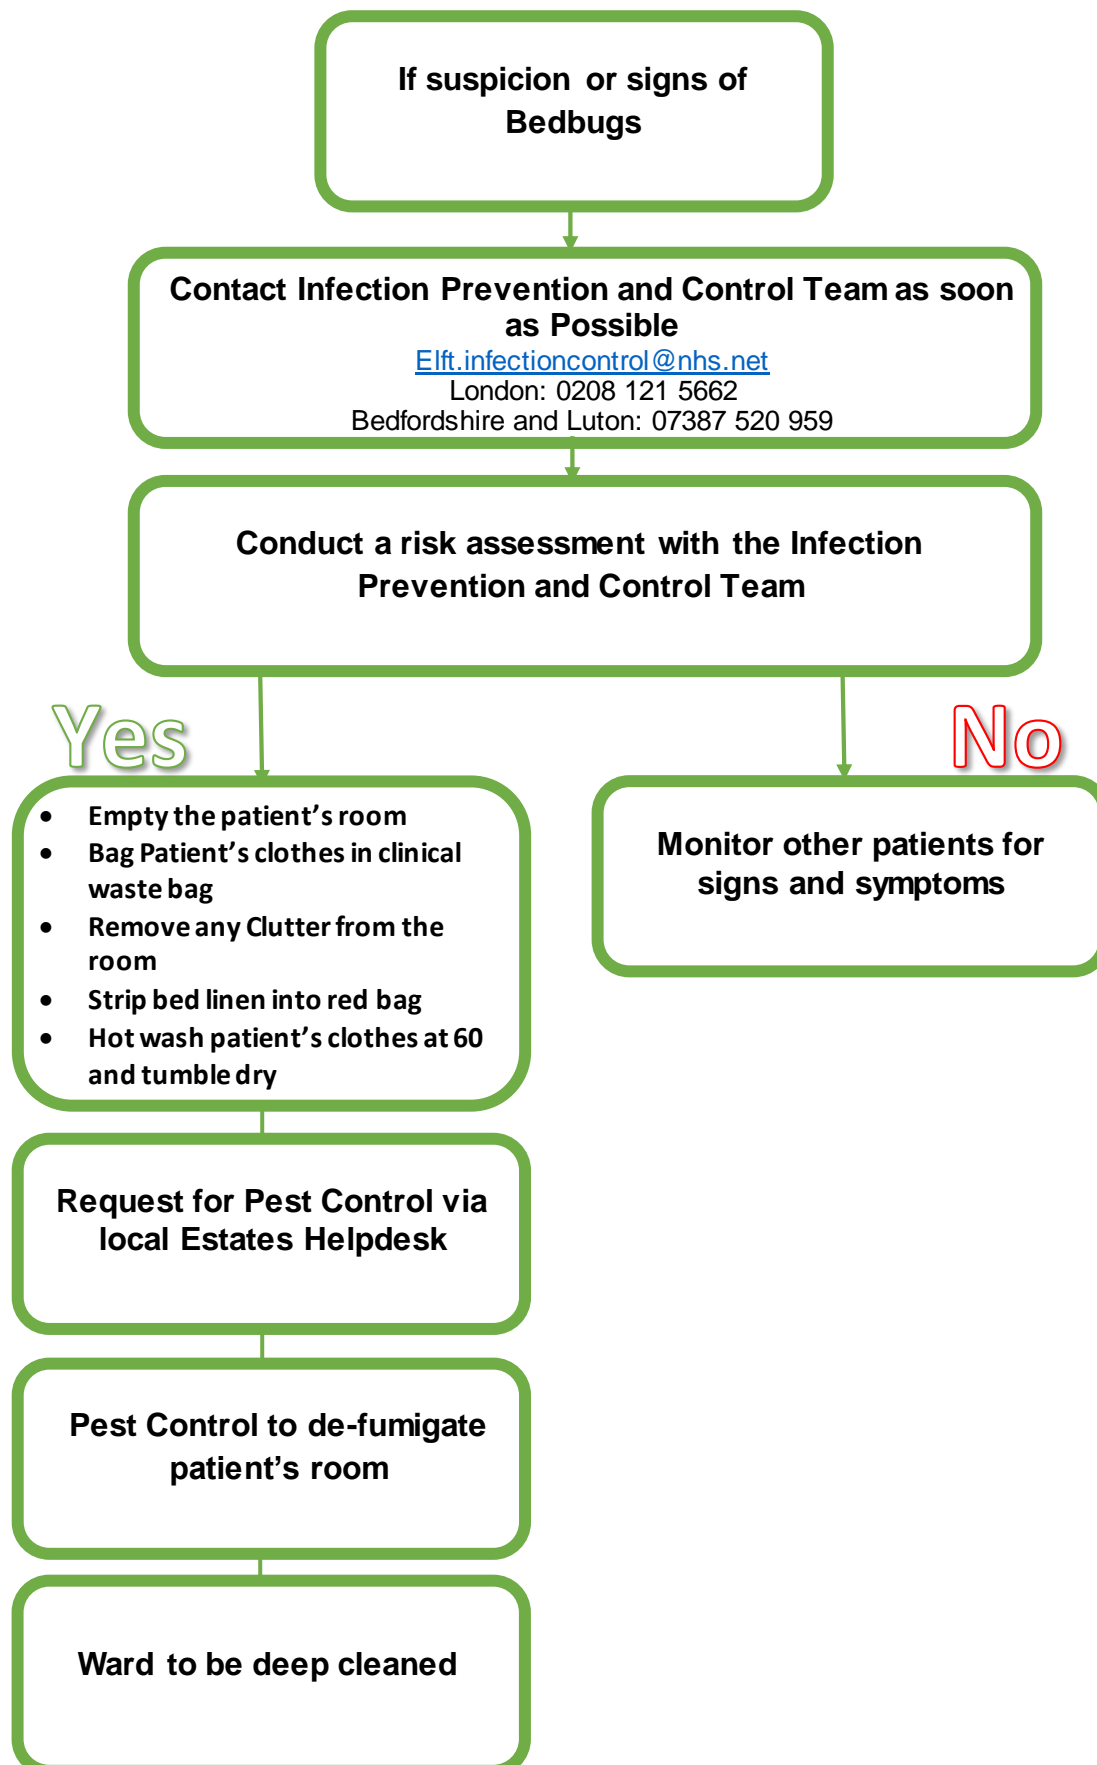 If suspicion or signs of
Bedbugs
Contact Infection Prevention and Control Team as soon
as Possible
Elft.infectioncontrol@nhs.net
London: 0208 121 5662
Bedfordshire and Luton: 07387 520 959
Conduct a risk assessment with the Infection
Prevention and Control Team
Yes
No
• Empty the patient’s room
• Bag Patient’s clothes in clinical
waste bag
• Remove any Clutter from the
room
• Strip bed linen into red bag
• Hot wash patient’s clothes at 60
and tumble dry
Monitor other patients for
signs and symptoms
Request for Pest Control via
local Estates Helpdesk
Pest Control to de-fumigate
patient’s room
Ward to be deep cleaned